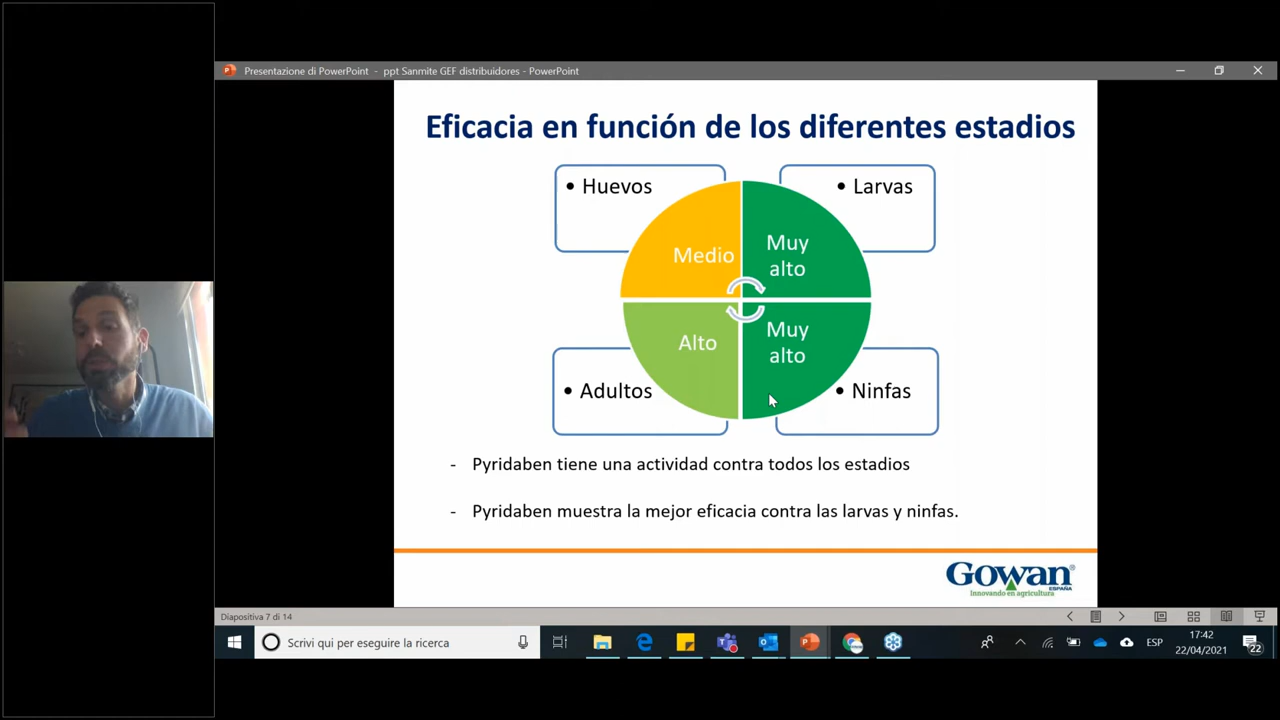 Presentazione di PowerPoint - ppt Sanmite GEF distribuidores - PowerPoint
Eficacia en función de los diferentes estadios
• Huevos
• Larvas
Medio
Muy
alto
Alto
Muy
alto
• Adultos
• Ninfas
- Pyridaben tiene una actividad contra todos los estadios
- Pyridaben muestra la mejor eficacia contra las larvas y ninfas.
Gowan®
ESPAÑA
Innovando en agricultura
Diapositiva 7 di 14
Scrivi qui per eseguire la ricerca
ESP
17:42
22/04/2021
22